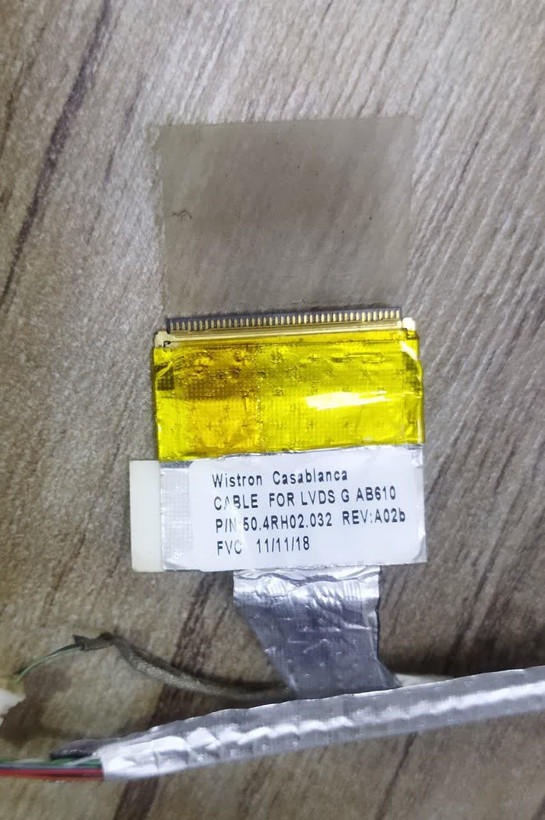 Wistron Casablanca
CABLE FOR LVDS G AB610
P/N 50.4RH02.032 REV:A02b
FVC 11/11/18